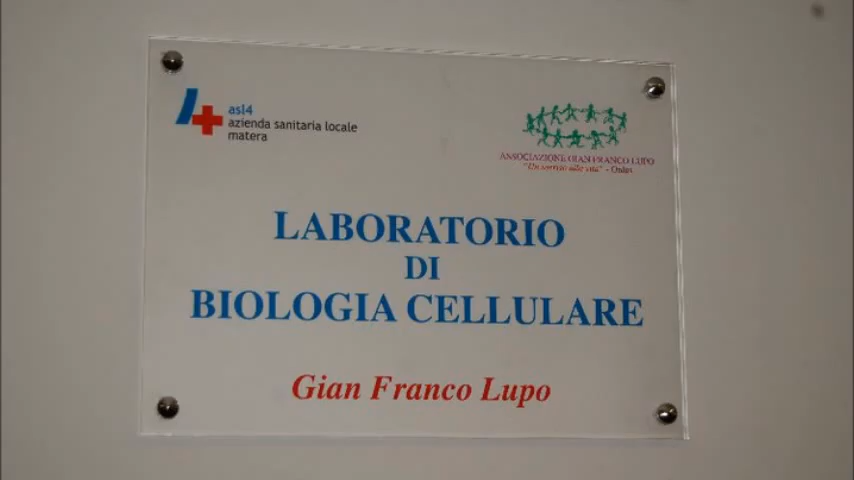 asl4
azienda sanitaria locale
matera
ASSOCIAZIONE GIAN FRANCO LUPO
"Un sorriso alla vita" - Onlus
LABORATORIO
DI
BIOLOGIA CELLULARE
Gian Franco Lupo